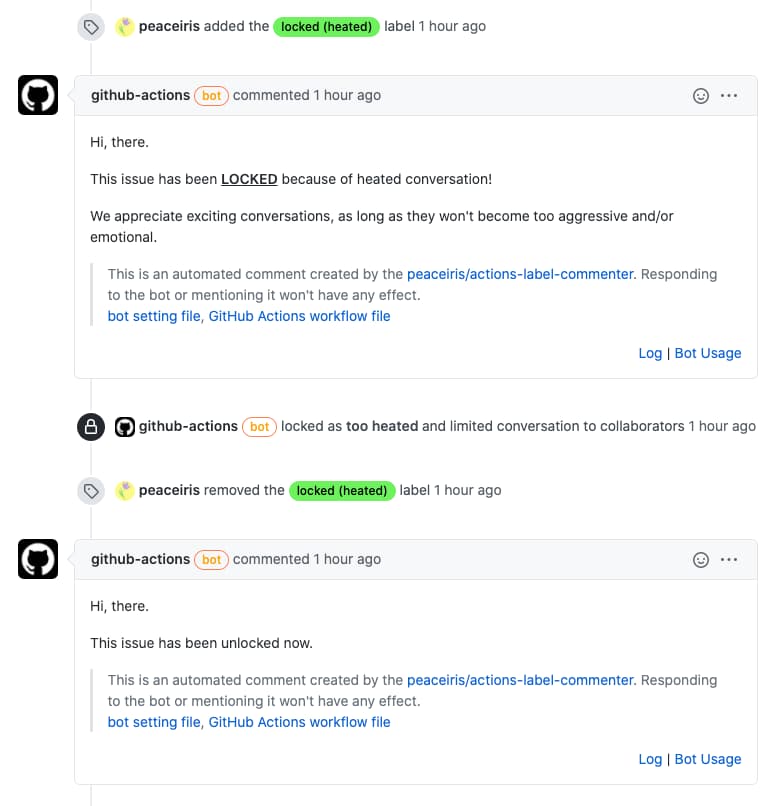 peaceiris added the locked (heated) label 1 hour ago
github-actions bot commented 1 hour ago
Hi, there.
This issue has been LOCKED because of heated conversation!
We appreciate exciting conversations, as long as they won't become too aggressive and/or
emotional.
This is an automated comment created by the peaceiris/actions-label-commenter. Responding
to the bot or mentioning it won't have any effect.
bot setting file, GitHub Actions workflow file
Log | Bot Usage
github-actions bot locked as too heated and limited conversation to collaborators 1 hour ago
peaceiris removed the locked (heated) label 1 hour ago
github-actions bot commented 1 hour ago
Hi, there.
This issue has been unlocked now.
This is an automated comment created by the peaceiris/actions-label-commenter. Responding
to the bot or mentioning it won't have any effect.
bot setting file, GitHub Actions workflow file
Log | Bot Usage